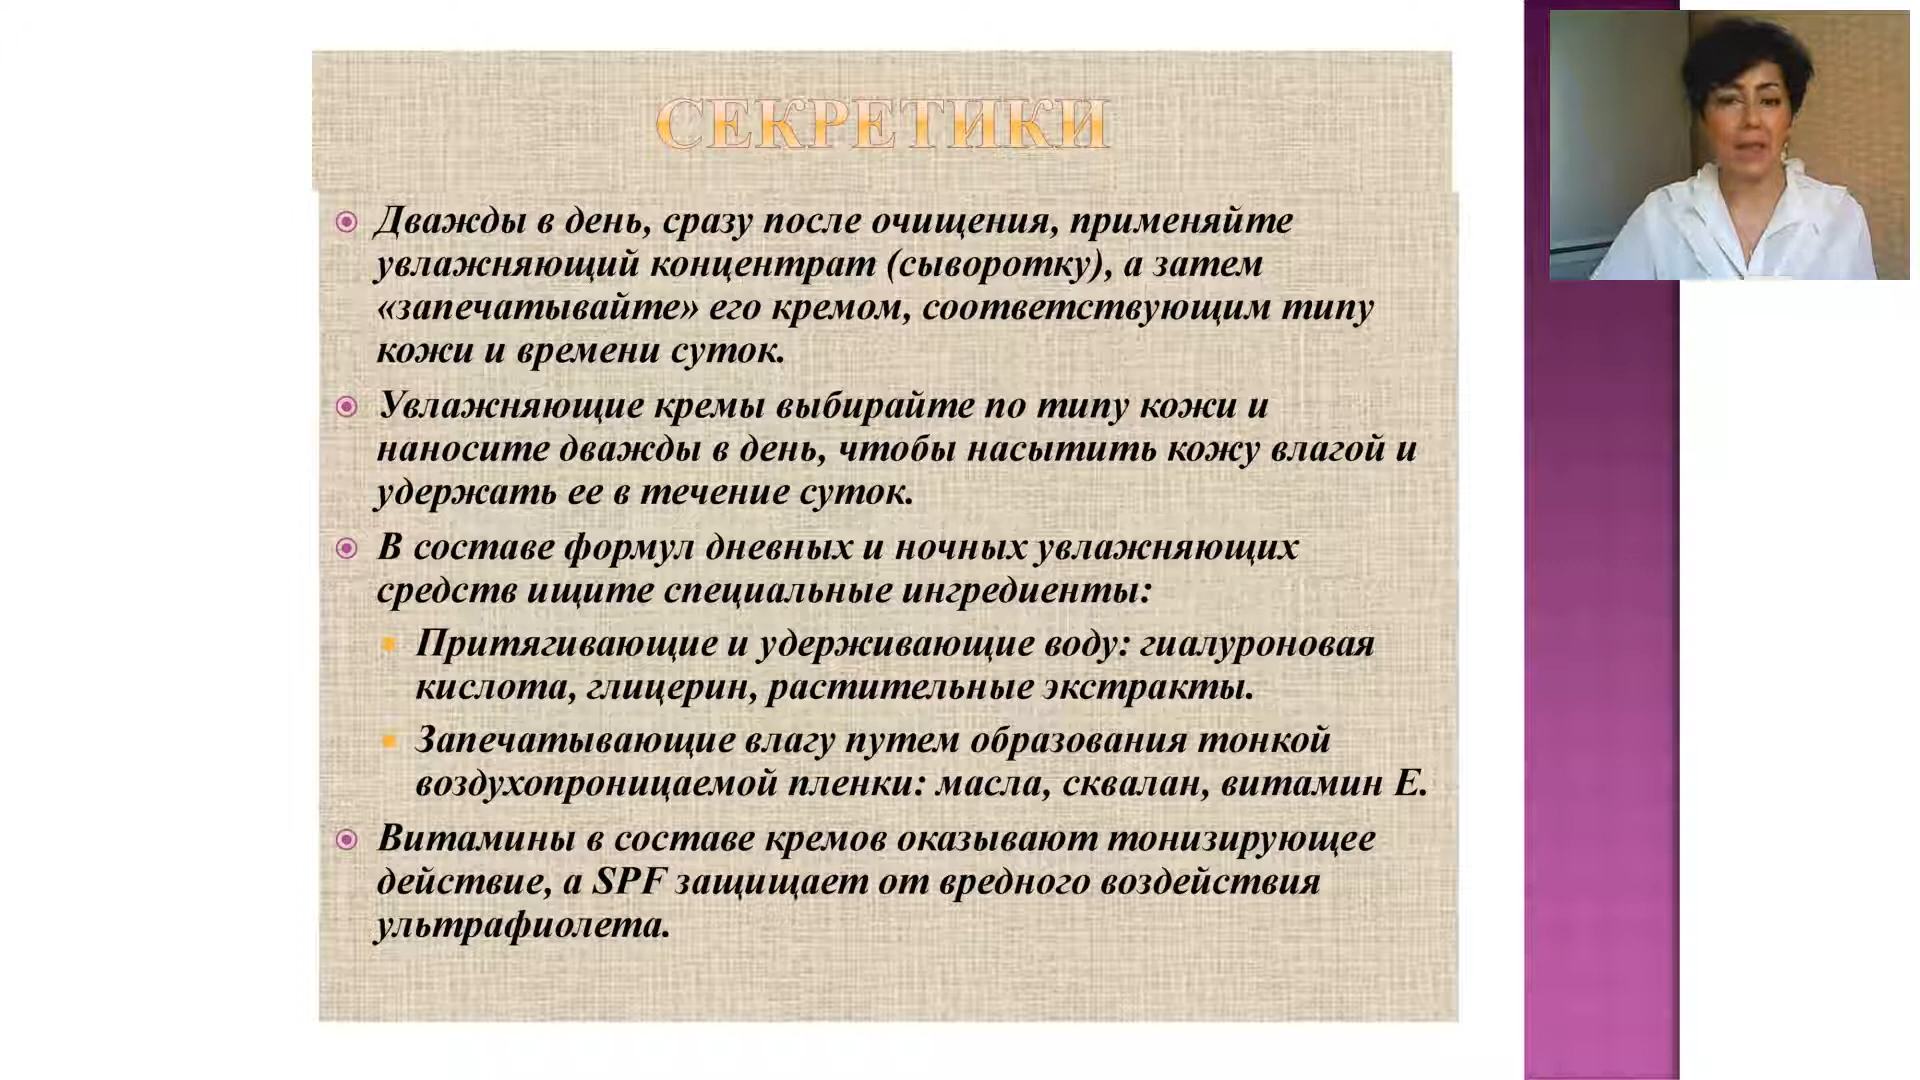 СЕКРЕТИКИ
Дважды в день, сразу после очищения, применяйте
увлажняющий концентрат (сыворотку), а затем
«запечатывайте» его кремом, соответствующим типу
кожи и времени суток.
Увлажняющие кремы выбирайте по типу кожи и
наносите дважды в день, чтобы насытить кожу влагой и
удержать ее в течение суток.
В составе формул дневных и ночных увлажняющих
средств ищите специальные ингредиенты:
Притягивающие и удерживающие воду: гиалуроновая
кислота, глицерин, растительные экстракты.
Запечатывающие влагу путем образования тонкой
воздухопроницаемой пленки: масла, сквалан, витамин Е.
Витамины в составе кремов оказывают тонизирующее
действие, а SPF защищает от вредного воздействия
ультрафиолета.